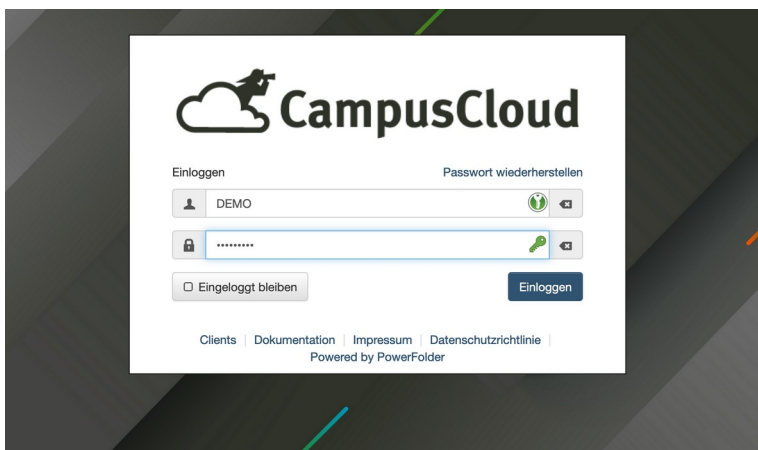 CampusCloud
Einloggen Passwort wiederherstellen
DEMO
•••••••••
Eingeloggt bleiben Einloggen
Clients | Dokumentation | Impressum | Datenschutzrichtlinie |
Powered by PowerFolder